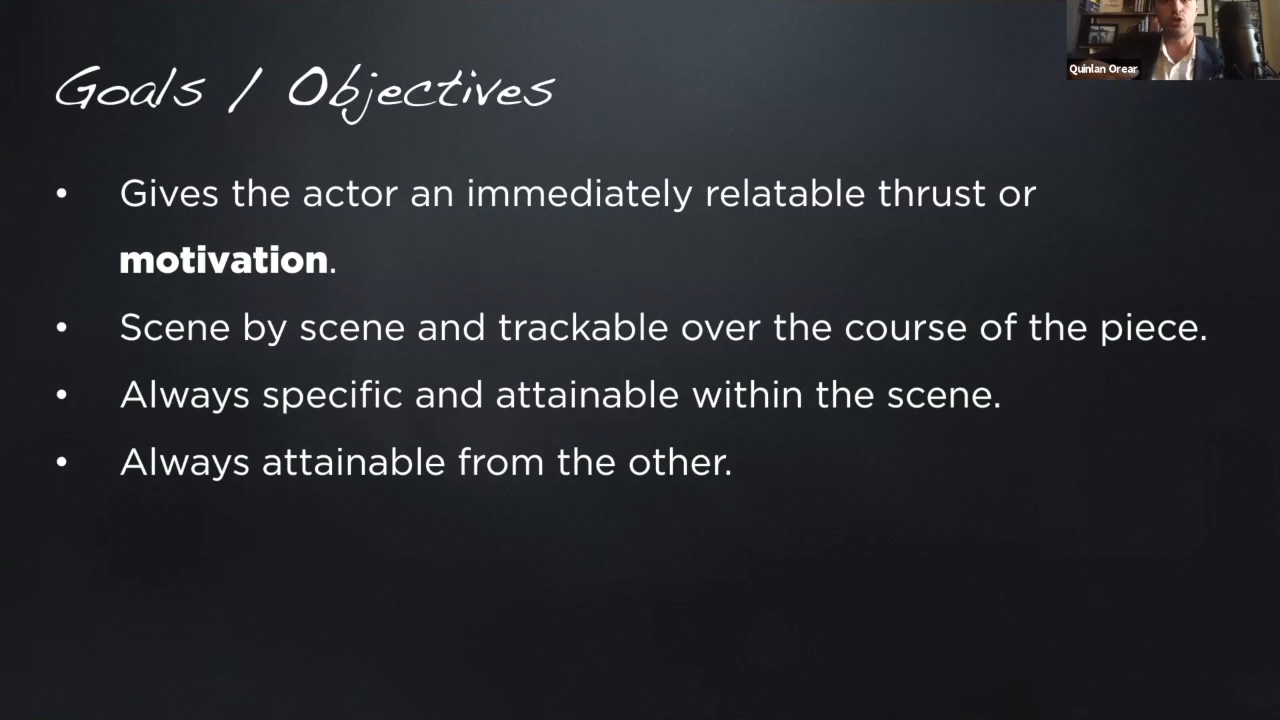 Goals / Objectives
Quinlan Orear
• Gives the actor an immediately relatable thrust or
motivation.
• Scene by scene and trackable over the course of the piece.
• Always specific and attainable within the scene.
• Always attainable from the other.